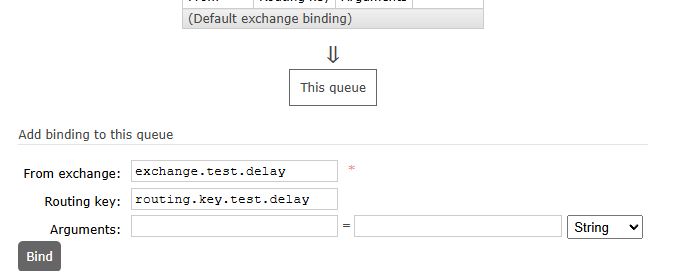 From Routing key Arguments
(Default exchange binding)
⇓
This queue
Add binding to this queue
From exchange: exchange.test.delay *
Routing key: routing.key.test.delay
Arguments: = String
Bind